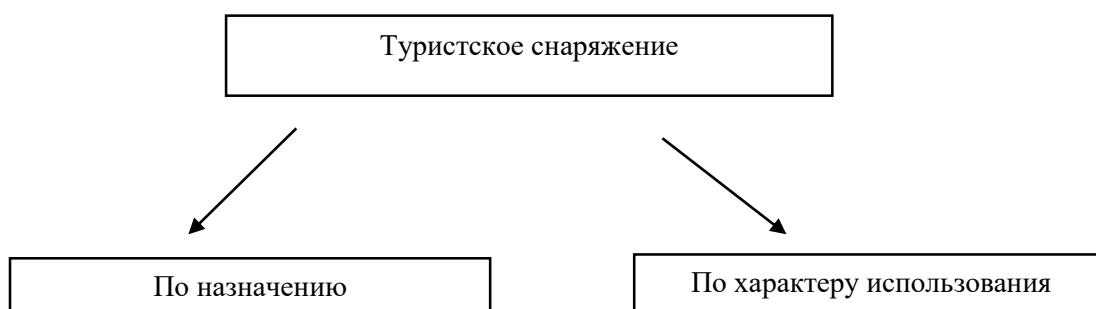 Туристское снаряжение
По назначению
По характеру использования